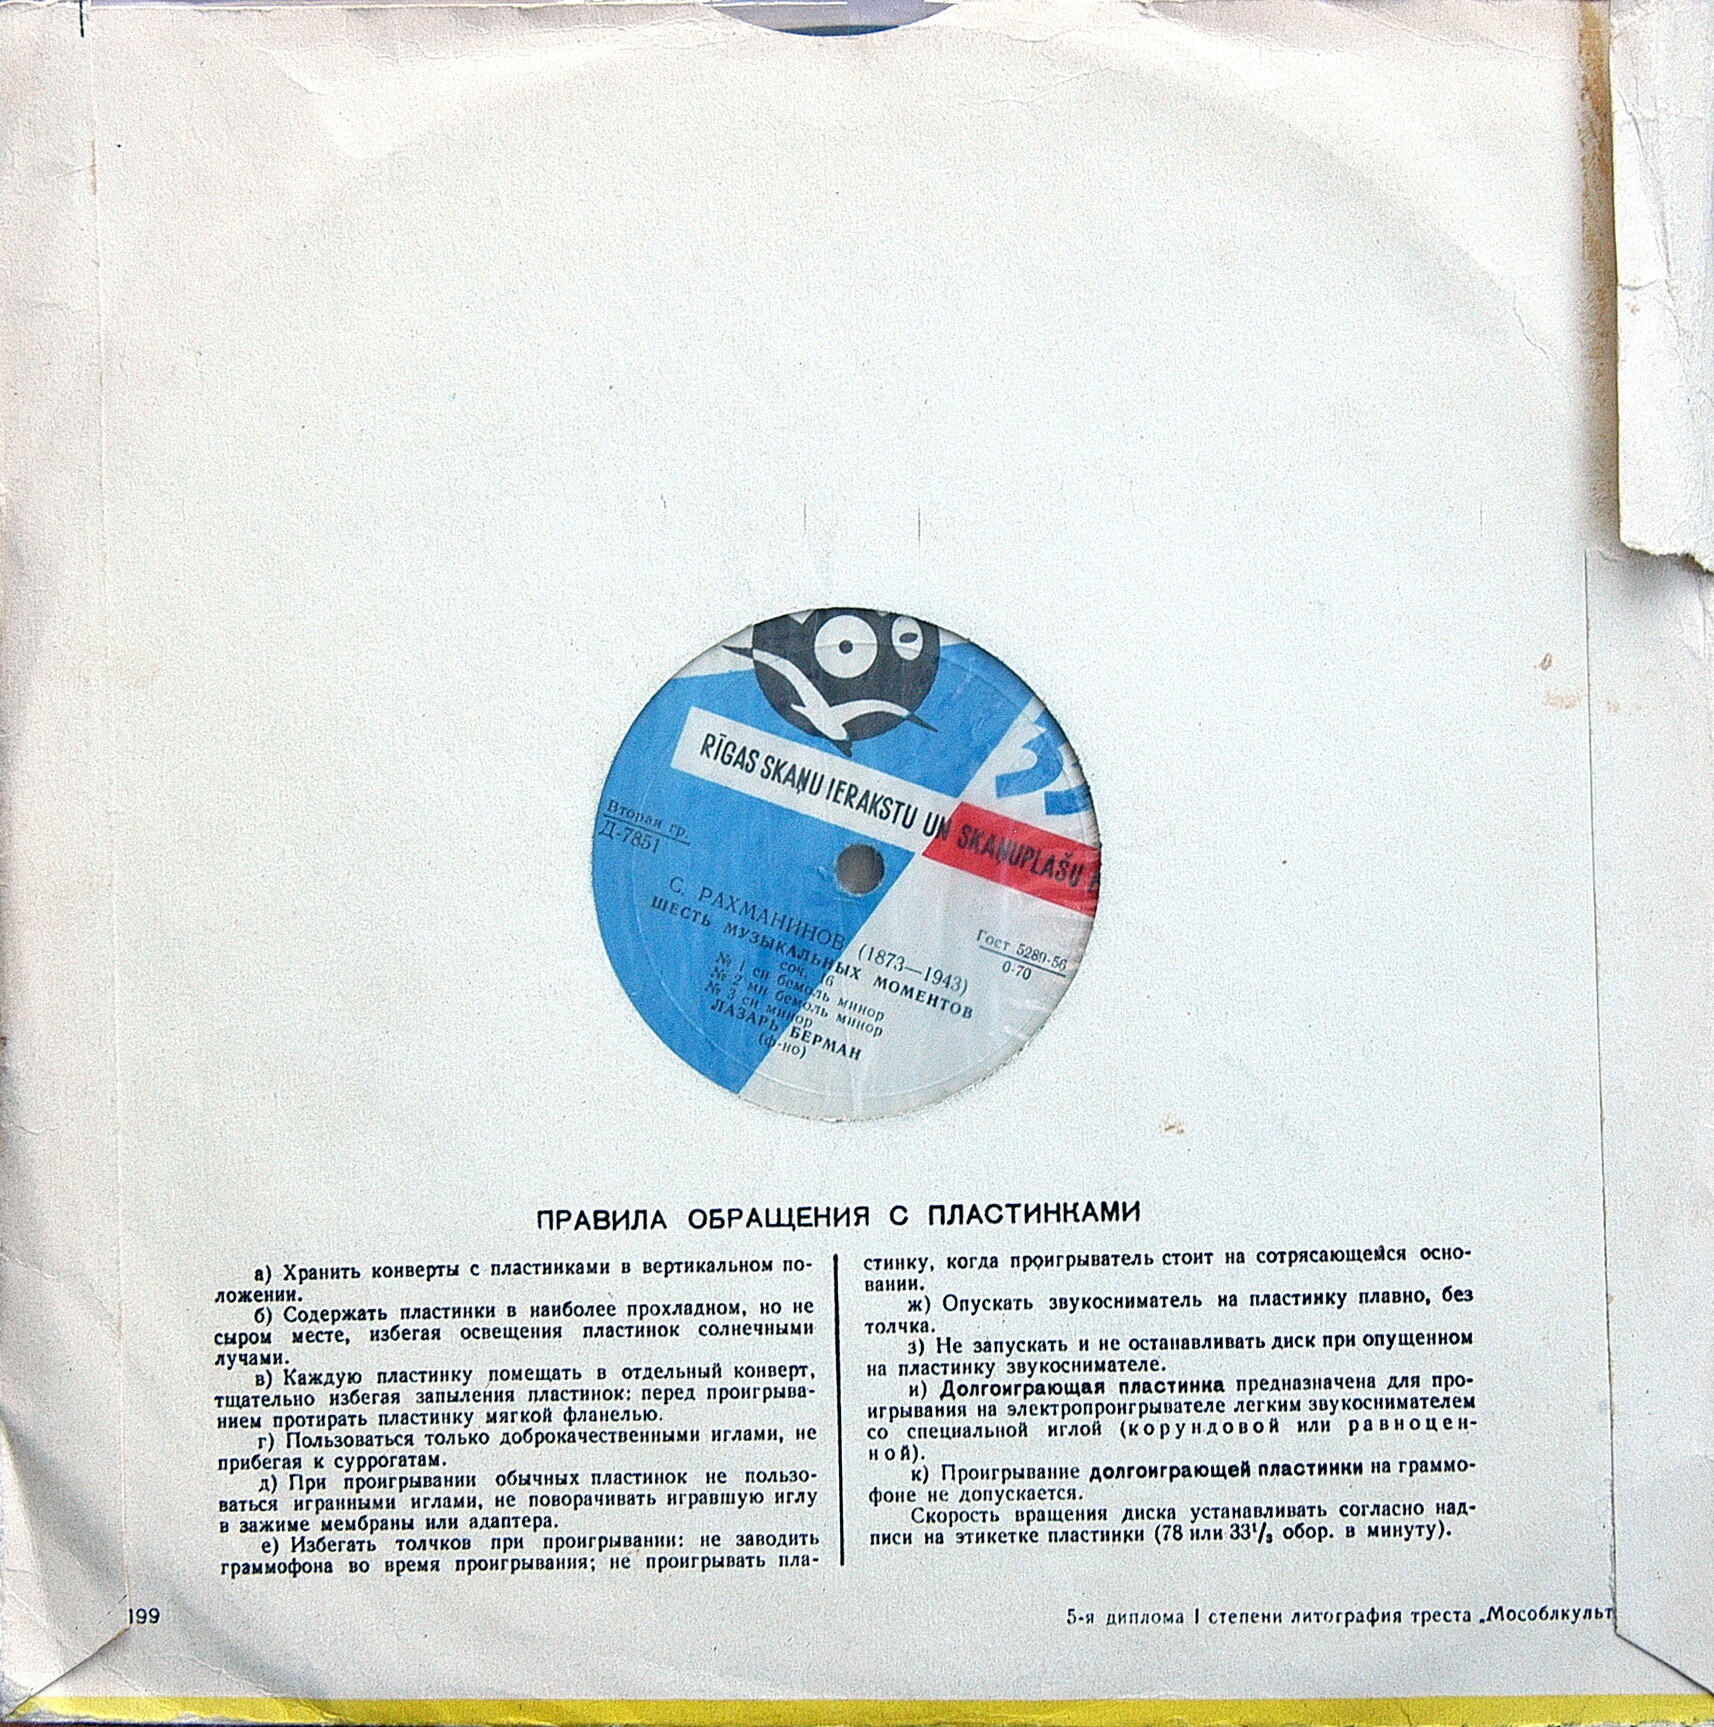 33
RĪGAS SKAŅU IERAKSTU UN SKAŅUPLAŠU
Вторая гр.
Д-7851
Гост 5289-56
0-70
С. РАХМАНИНОВ (1873—1943)
ШЕСТЬ МУЗЫКАЛЬНЫХ МОМЕНТОВ
соч. 16
№ 1 си бемоль минор
№ 2 ми бемоль минор
№ 3 си минор
ЛАЗАРЬ БЕРМАН
(ф-но)
ПРАВИЛА ОБРАЩЕНИЯ С ПЛАСТИНКАМИ
а) Хранить конверты с пластинками в вертикальном по-
ложении.
б) Содержать пластинки в наиболее прохладном, но не
сыром месте, избегая освещения пластинок солнечными
лучами.
в) Каждую пластинку помещать в отдельный конверт,
тщательно избегая запыления пластинок: перед проигрыва-
нием протирать пластинку мягкой фланелью.
г) Пользоваться только доброкачественными иглами, не
прибегая к суррогатам.
д) При проигрывании обычных пластинок не пользо-
ваться игранными иглами, не поворачивать игравшую иглу
в зажиме мембраны или адаптера.
е) Избегать толчков при проигрывании: не заводить
граммофона во время проигрывания; не проигрывать пла-
стинку, когда проигрыватель стоит на сотрясающейся осно-
вании.
ж) Опускать звукосниматель на пластинку плавно, без
толчка.
з) Не запускать и не останавливать диск при опущенном
на пластинку звукоснимателе.
и) Долгоиграющая пластинка предназначена для про-
игрывания на электропроигрывателе легким звукоснимателем
со специальной иглой (корундовой или равноцен-
ной).
к) Проигрывание долгоиграющей пластинки на граммо-
фоне не допускается.
Скорость вращения диска устанавливать согласно над-
писи на этикетке пластинки (78 или 33¹/₃ обор. в минуту).
199
5-я диплома I степени литография треста „Мособлкульт